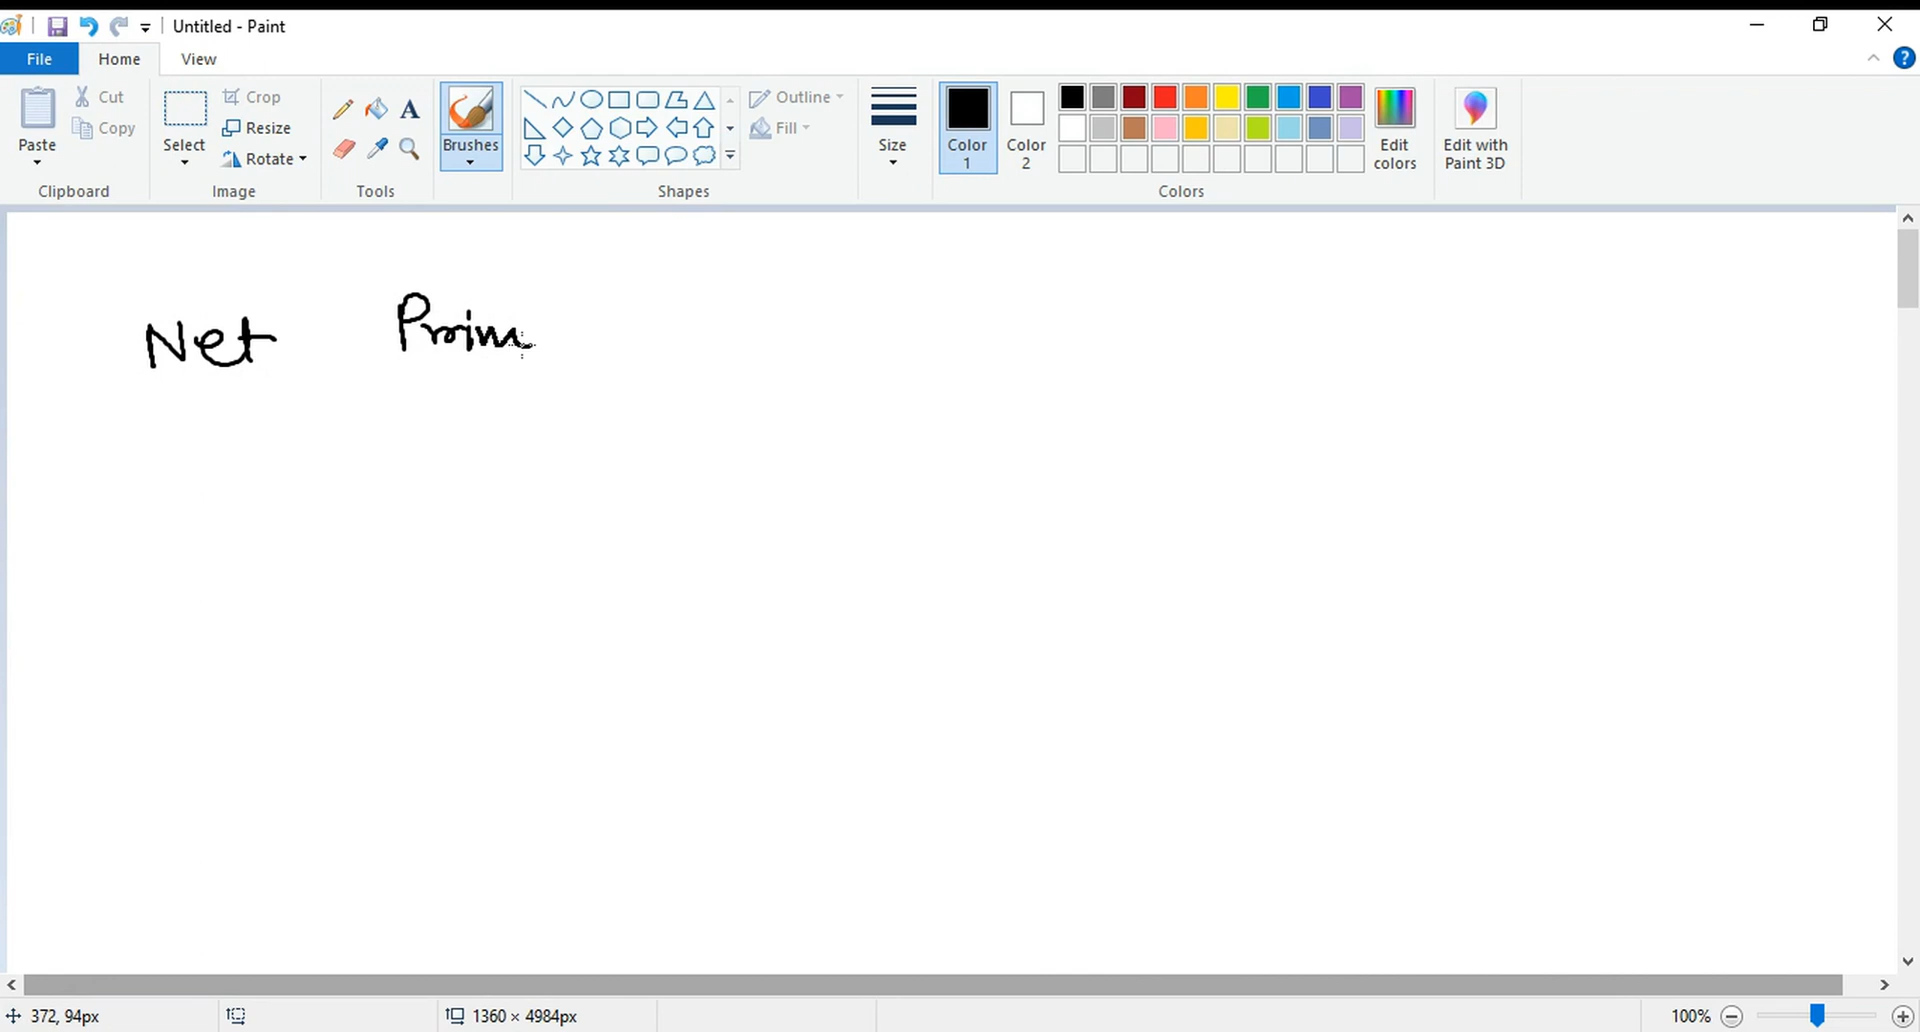 Untitled - Paint
File Home View
Paste Cut Copy Select Crop Resize Rotate Brushes Outline Fill Size Color 1 Color 2 Edit colors Edit with Paint 3D
Clipboard Image Tools Shapes Colors
Net Prim
372, 94px 1360 × 4984px 100%